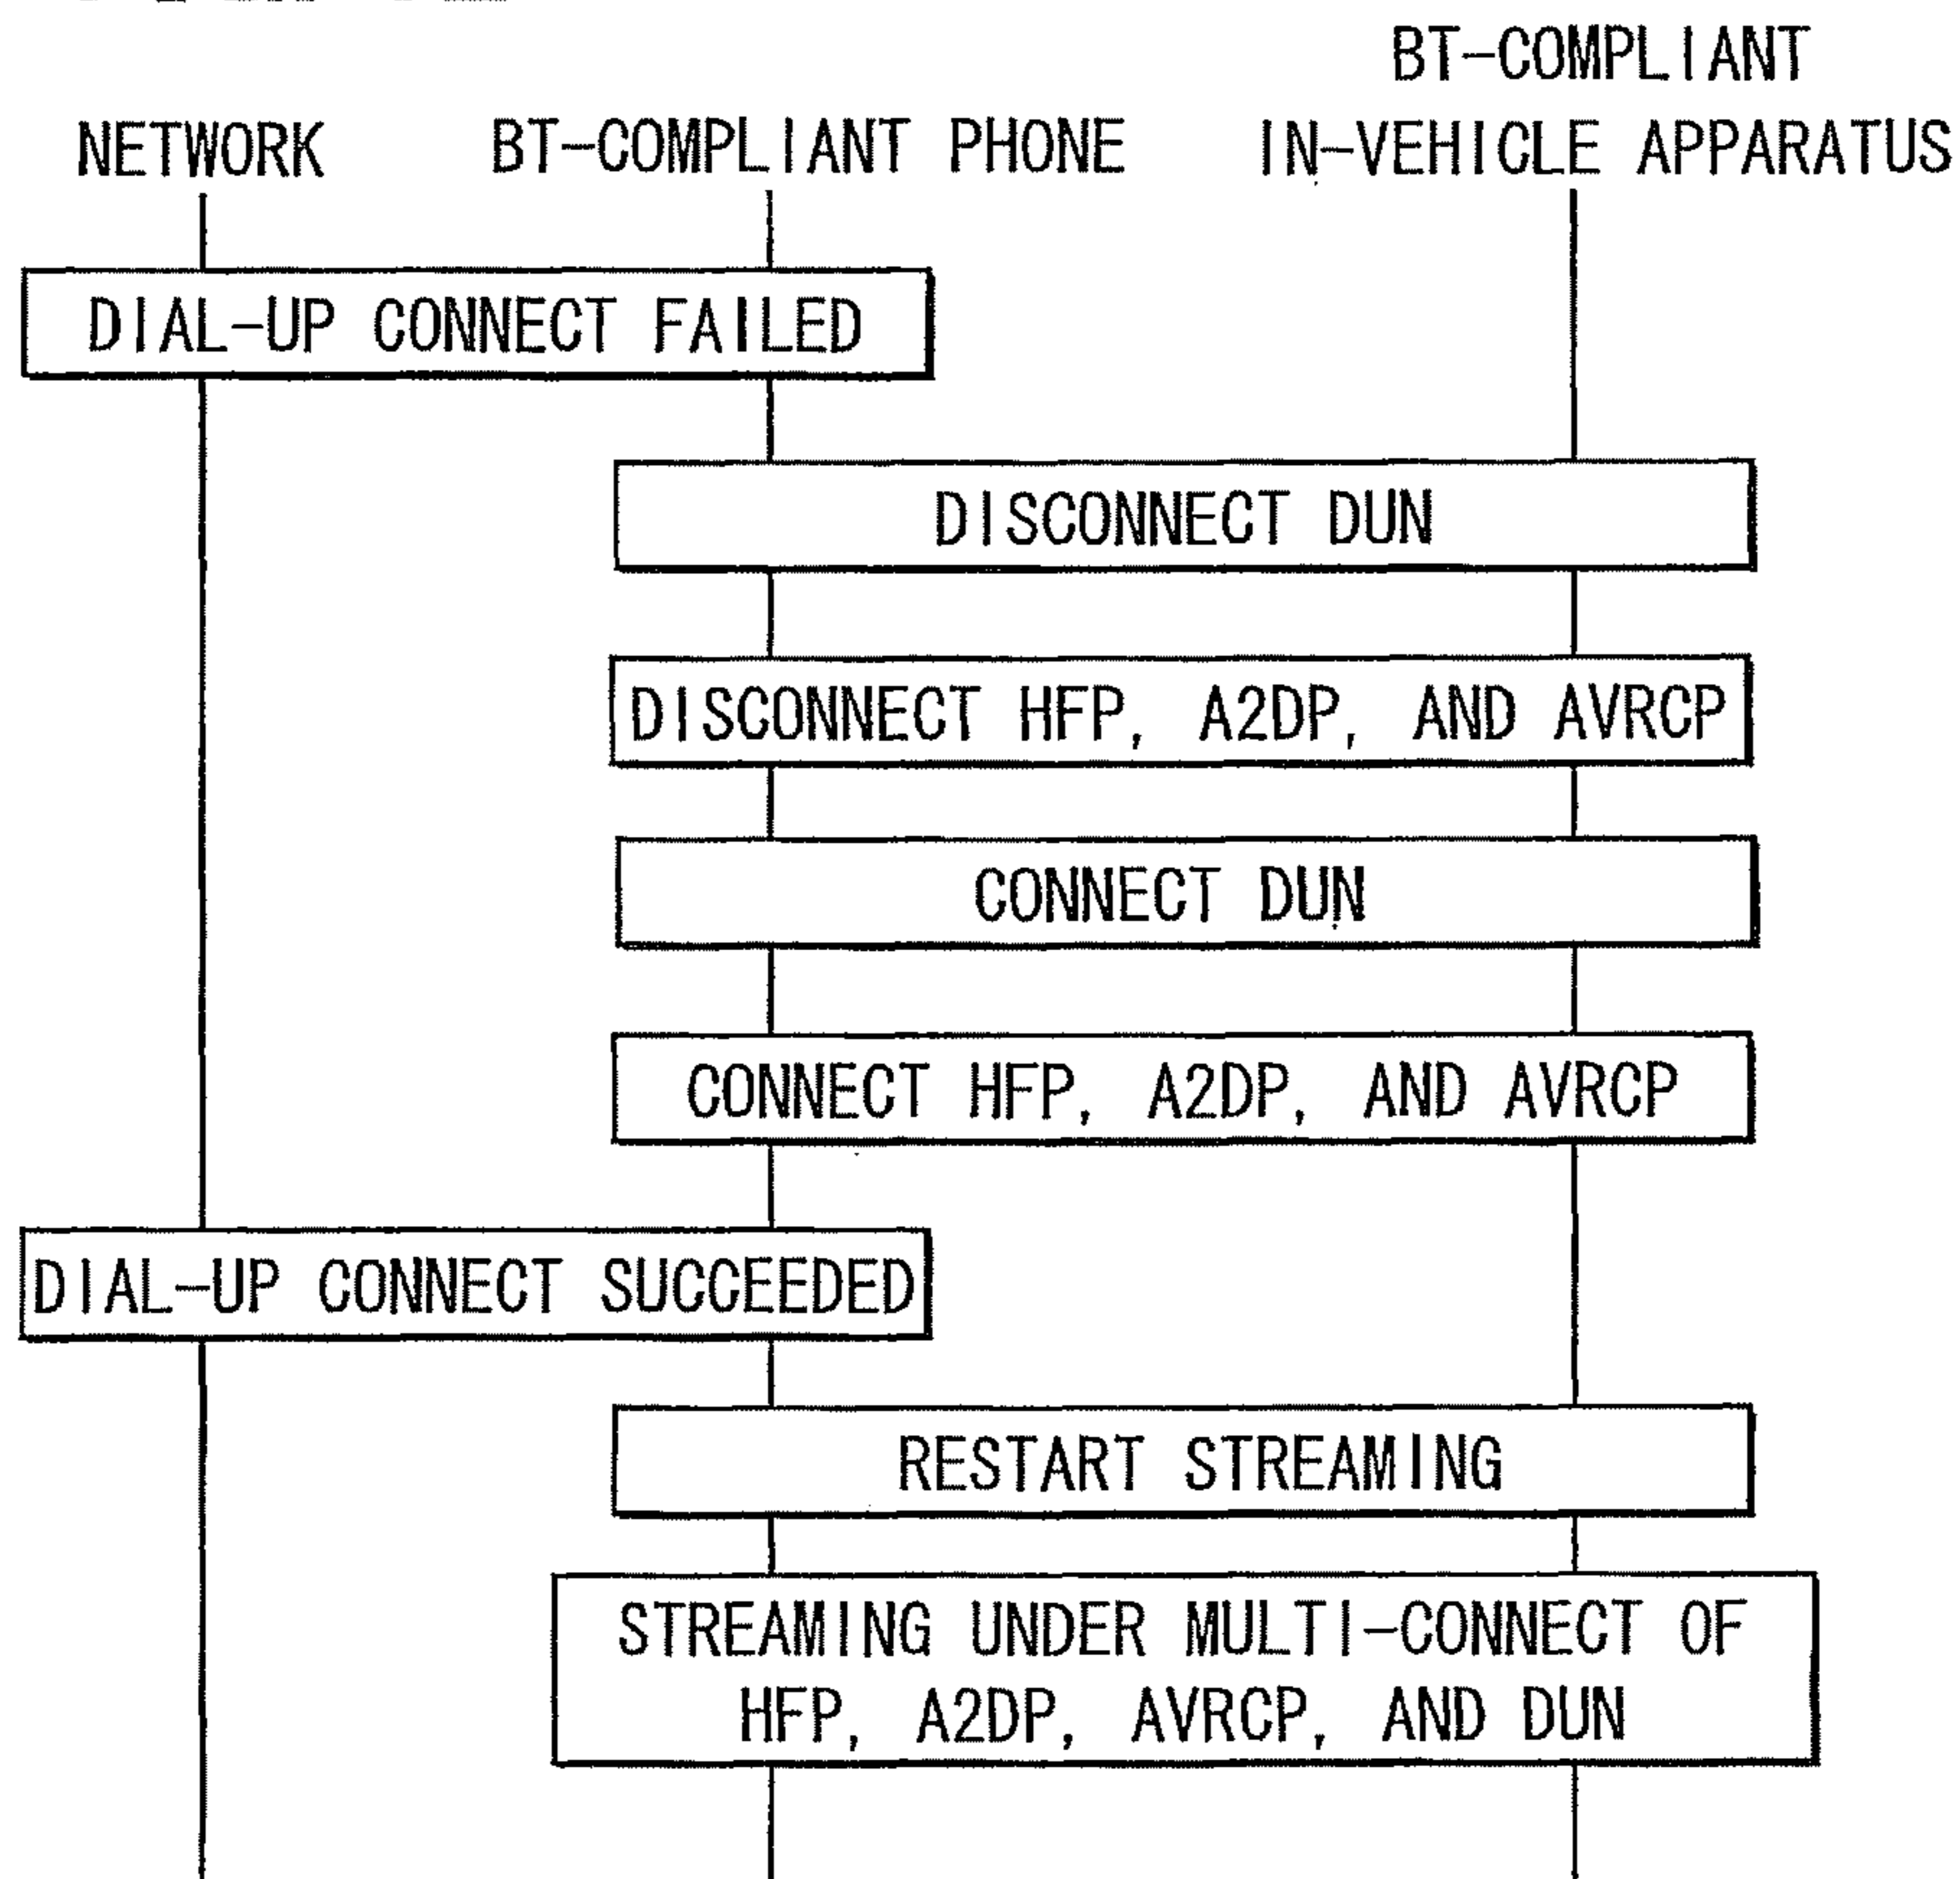 BT-COMPLIANT
NETWORK BT-COMPLIANT PHONE IN-VEHICLE APPARATUS
DIAL-UP CONNECT FAILED
DISCONNECT DUN
DISCONNECT HFP, A2DP, AND AVRCP
CONNECT DUN
CONNECT HFP, A2DP, AND AVRCP
DIAL-UP CONNECT SUCCEEDED
RESTART STREAMING
STREAMING UNDER MULTI-CONNECT OF
HFP, A2DP, AVRCP, AND DUN